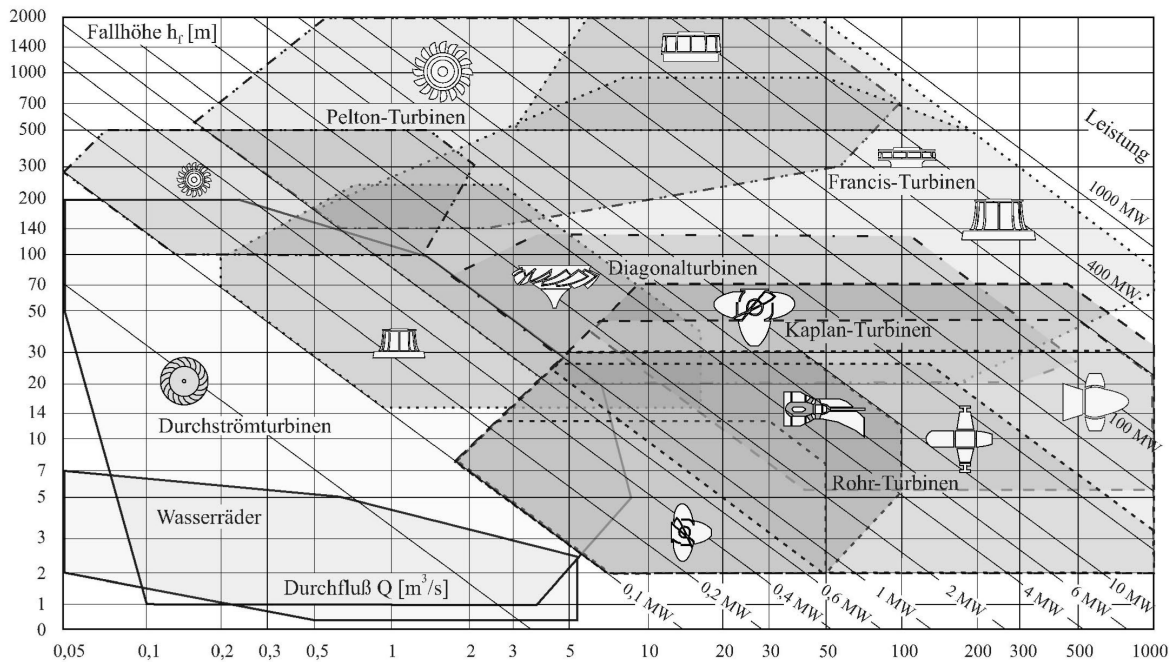 2000
Fallhöhe h_f [m]
1400
1000
700
Pelton-Turbinen
500
Leistung
300
Francis-Turbinen
200
1000 MW
140
100
400 MW
Diagonalturbinen
70
50
Kaplan-Turbinen
30
20
14
Durchströmturbinen
100 MW
10
7
Rohr-Turbinen
5
Wasserräder
3
2
Durchfluß Q [m³/s]
1
0,1 MW 0,2 MW 0,4 MW 0,6 MW 1 MW 2 MW 4 MW 6 MW 10 MW
0
0,05 0,1 0,2 0,3 0,5 1 2 3 5 10 20 30 50 100 200 300 500 1000